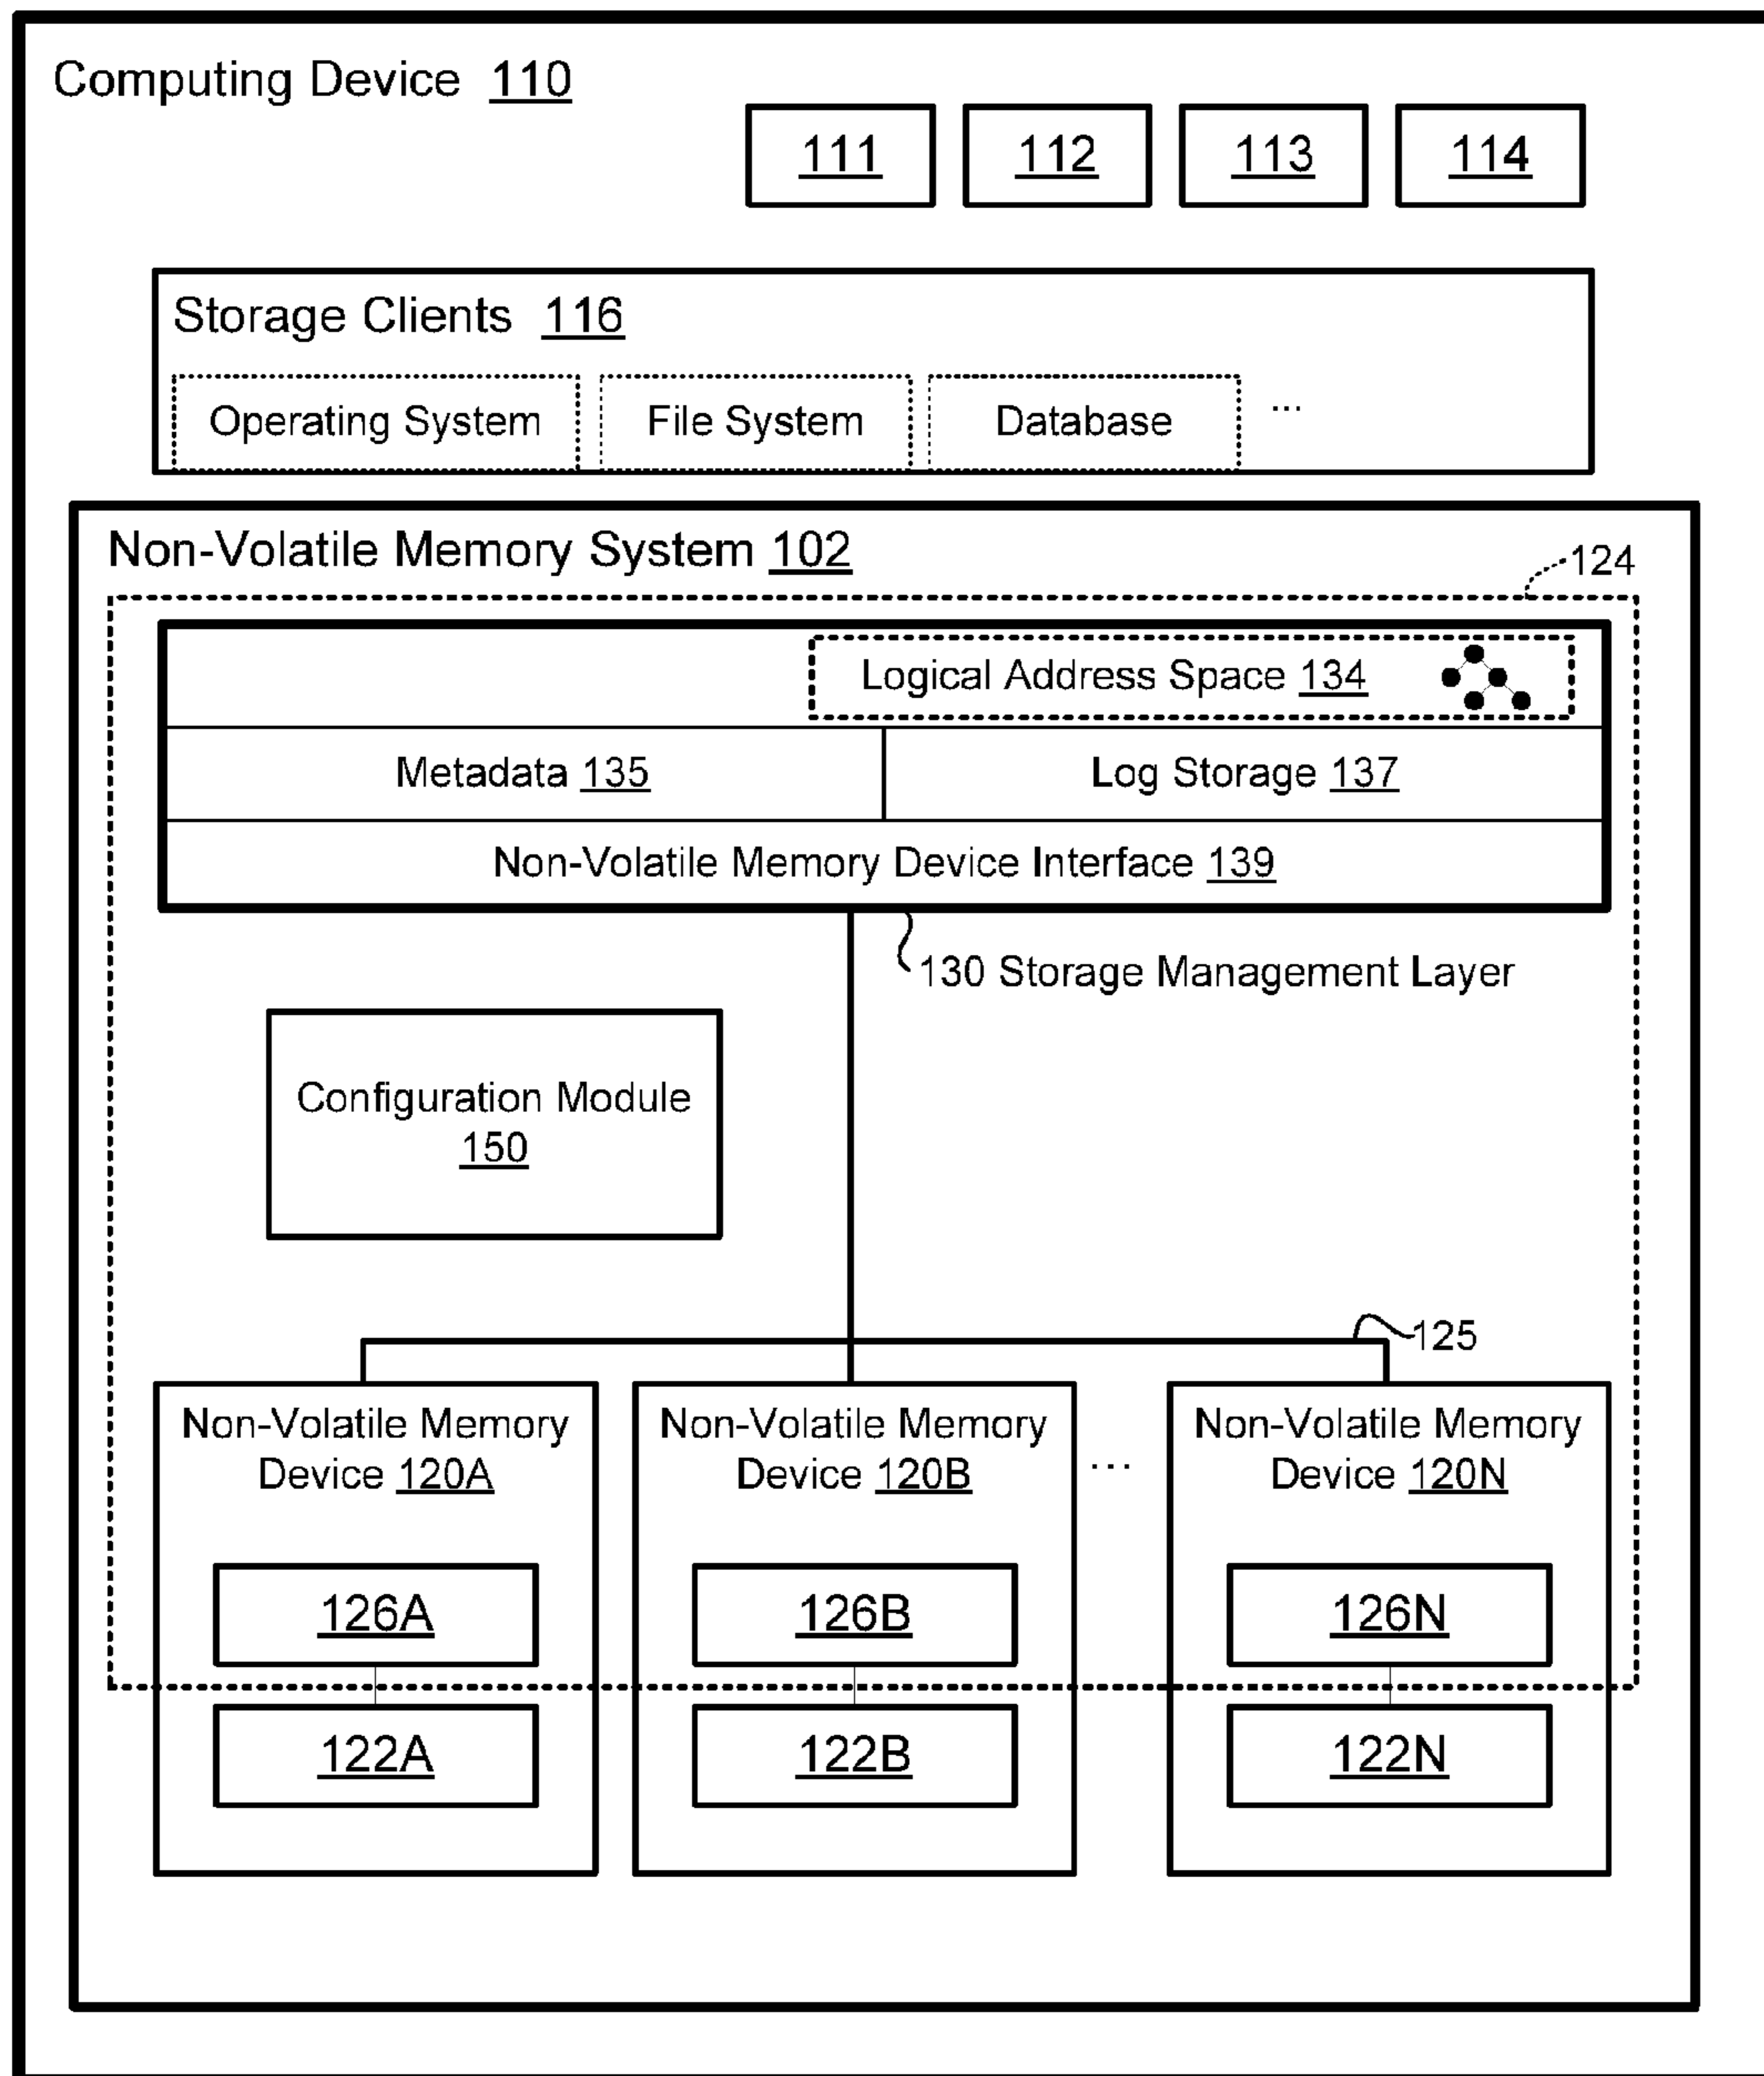 Computing Device 110
111 112 113 114
Storage Clients 116
Operating System File System Database ...
Non-Volatile Memory System 102
124
Logical Address Space 134
Metadata 135 Log Storage 137
Non-Volatile Memory Device Interface 139
130 Storage Management Layer
Configuration Module
150
125
Non-Volatile Memory
Device 120A
Non-Volatile Memory
Device 120B
...
Non-Volatile Memory
Device 120N
126A 126B 126N
122A 122B 122N